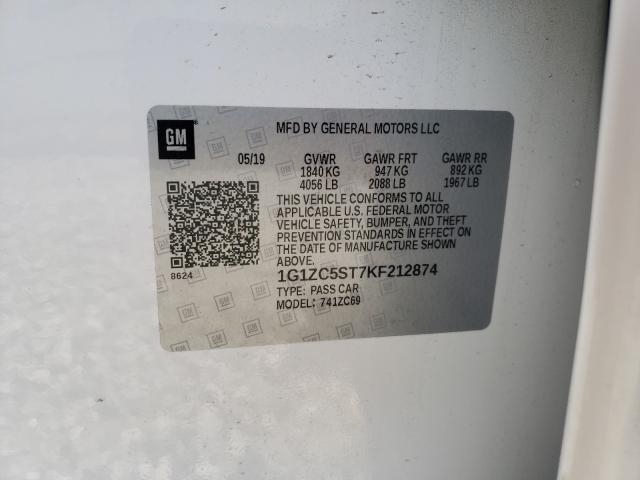 GM
MFD BY GENERAL MOTORS LLC
05/19 GVWR GAWR FRT GAWR RR
1840 KG 947 KG 892 KG
4056 LB 2088 LB 1967 LB
THIS VEHICLE CONFORMS TO ALL
APPLICABLE U.S. FEDERAL MOTOR
VEHICLE SAFETY, BUMPER, AND THEFT
PREVENTION STANDARDS IN EFFECT ON
THE DATE OF MANUFACTURE SHOWN
ABOVE.
8624
1G1ZC5ST7KF212874
TYPE: PASS CAR
MODEL: 741ZC69